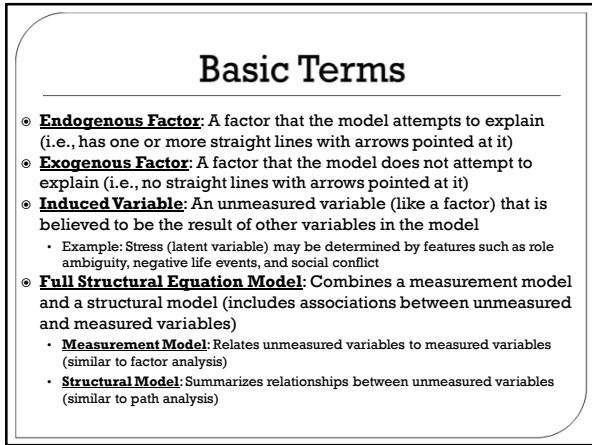 Basic Terms
⦿ Endogenous Factor: A factor that the model attempts to explain
(i.e., has one or more straight lines with arrows pointed at it)
⦿ Exogenous Factor: A factor that the model does not attempt to
explain (i.e., no straight lines with arrows pointed at it)
⦿ Induced Variable: An unmeasured variable (like a factor) that is
believed to be the result of other variables in the model
• Example: Stress (latent variable) may be determined by features such as role
ambiguity, negative life events, and social conflict
⦿ Full Structural Equation Model: Combines a measurement model
and a structural model (includes associations between unmeasured
and measured variables)
• Measurement Model: Relates unmeasured variables to measured variables
(similar to factor analysis)
• Structural Model: Summarizes relationships between unmeasured variables
(similar to path analysis)